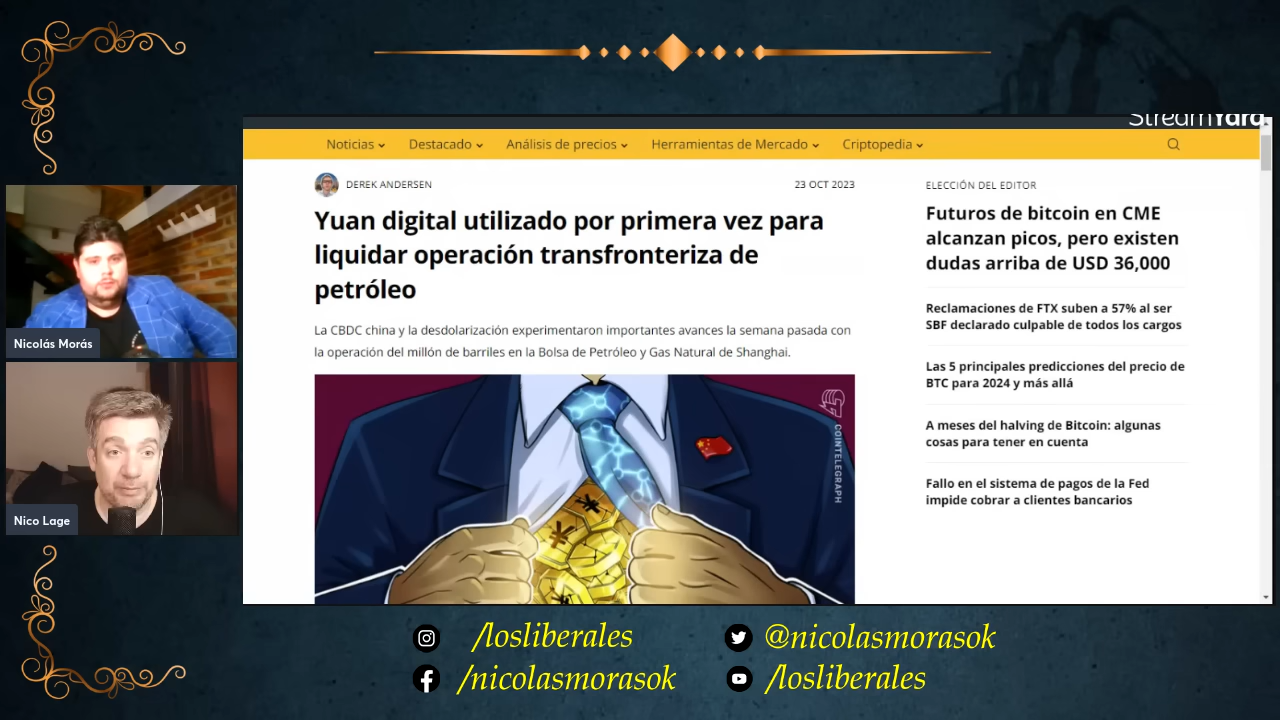 StreamYard
Noticias
Destacado
Análisis de precios
Herramientas de Mercado
Criptopedia
DEREK ANDERSEN
23 OCT 2023
Yuan digital utilizado por primera vez para
liquidar operación transfronteriza de
petróleo
La CBDC china y la desdolarización experimentaron importantes avances la semana pasada con
la operación del millón de barriles en la Bolsa de Petróleo y Gas Natural de Shanghai.
COINTELEGRAPH
ELECCIÓN DEL EDITOR
Futuros de bitcoin en CME
alcanzan picos, pero existen
dudas arriba de USD 36,000
Reclamaciones de FTX suben a 57% al ser
SBF declarado culpable de todos los cargos
Las 5 principales predicciones del precio de
BTC para 2024 y más allá
A meses del halving de Bitcoin: algunas
cosas para tener en cuenta
Fallo en el sistema de pagos de la Fed
impide cobrar a clientes bancarios
Nicolás Morás
Nico Lage
/losliberales
@nicolasmorasok
/nicolasmorasok
/losliberales